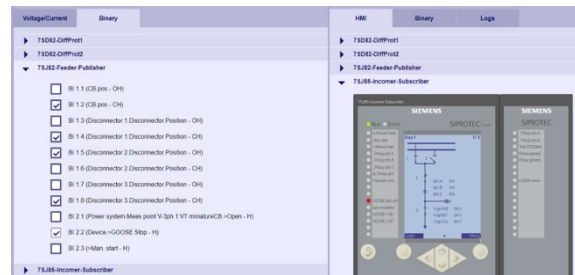 Voltage/Current
Binary
7SD82-DiffProt1
7SD82-DiffProt2
7SJ82-Feeder-Publisher
BI 1.1 (CB.pos - OH)
BI 1.2 (CB.pos - CH)
BI 1.3 (Disconnector 1.Disconnector.Position - OH)
BI 1.4 (Disconnector 1.Disconnector.Position - CH)
BI 1.5 (Disconnector 2.Disconnector.Position - OH)
BI 1.6 (Disconnector 2.Disconnector.Position - CH)
BI 1.7 (Disconnector 3.Disconnector.Position - OH)
BI 1.8 (Disconnector 3.Disconnector.Position - CH)
BI 2.1 (Power system.Meas point V-3ph 1.VT miniatureCB.>Open - H)
BI 2.2 (Device.>GOOSE Stop - H)
BI 2.3 (>Man. start - H)
7SJ85-Incomer-Subscriber
HMI
Binary
Logs
7SD82-DiffProt1
7SD82-DiffProt2
7SJ82-Feeder-Publisher
7SJ85-Incomer-Subscriber
SIEMENS
SIPROTEC
SIEMENS
SIPROTEC